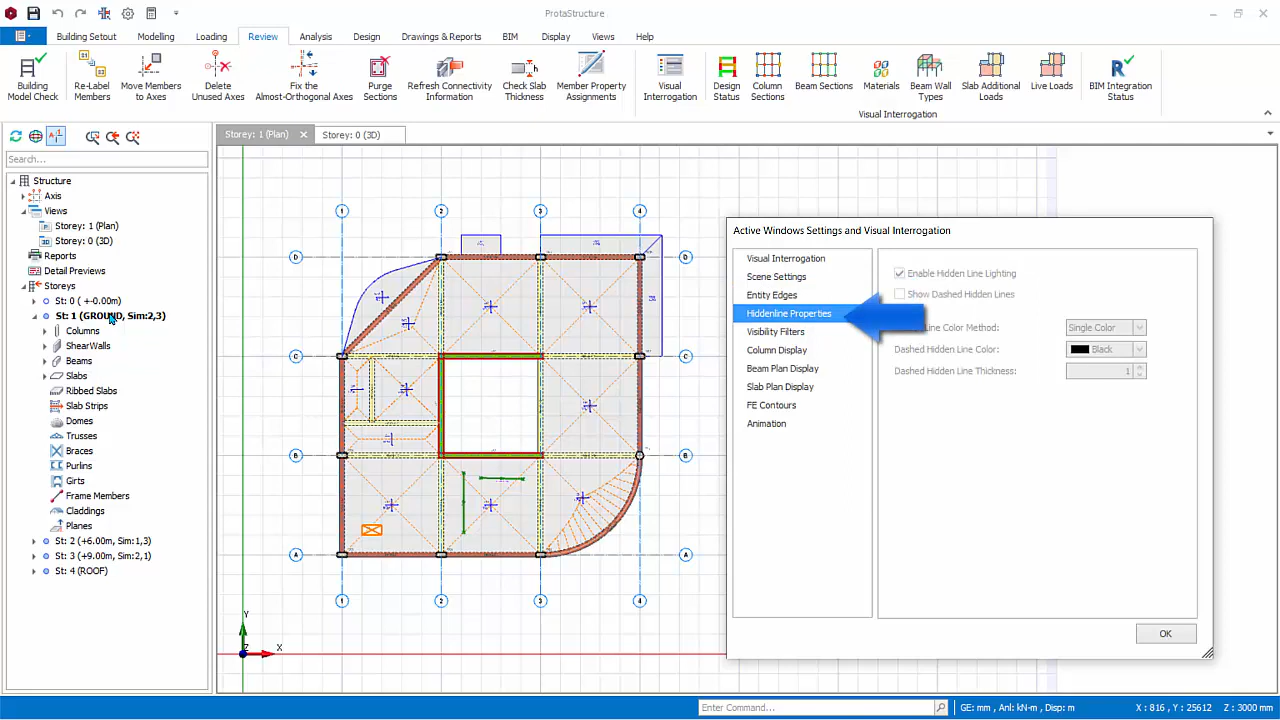 ProtaStructure
Building Setout Modelling Loading Review Analysis Design Drawings & Reports BIM Display Views Help
Building Model Check
Re-Label Members
Move Members to Axes
Delete Unused Axes
Fix the Almost-Orthogonal Axes
Purge Sections
Refresh Connectivity Information
Check Slab Thickness
Member Property Assignments
Visual Interrogation
Design Status
Column Sections
Beam Sections
Materials
Beam Wall Types
Slab Additional Loads
Live Loads
BIM Integration Status
Visual Interrogation
Storey: 1 (Plan)
Storey: 0 (3D)
Search...
Structure
Axis
Views
Storey: 1 (Plan)
Storey: 0 (3D)
Reports
Detail Previews
Storeys
St: 0 ( +-0.00m)
St: 1 (GROUND, Sim:2,3)
Columns
ShearWalls
Beams
Slabs
Ribbed Slabs
Slab Strips
Domes
Trusses
Braces
Purlins
Girts
Frame Members
Claddings
Planes
St: 2 (+6.00m, Sim:1,3)
St: 3 (+9.00m, Sim:2,1)
St: 4 (ROOF)
1 2 3 4
D D
C C
B B
A A
1 2 3 4
Y
Z X
Active Windows Settings and Visual Interrogation
Visual Interrogation
Scene Settings
Entity Edges
Hiddenline Properties
Visibility Filters
Column Display
Beam Plan Display
Slab Plan Display
FE Contours
Animation
Enable Hidden Line Lighting
Show Dashed Hidden Lines
Line Color Method: Single Color
Dashed Hidden Line Color: Black
Dashed Hidden Line Thickness: 1
OK
Enter Command...
GE: mm , Anl: kN-m , Disp: m
X : 816 , Y : 25612
Z : 3000 mm